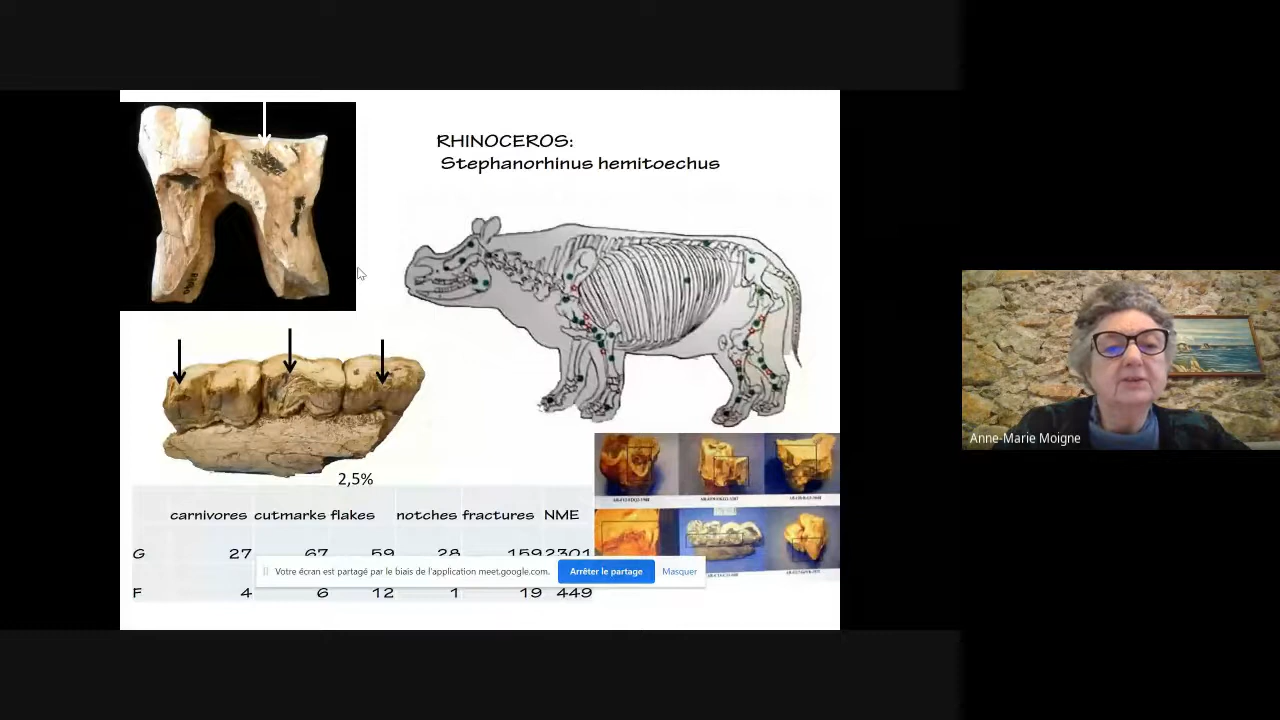 RHINOCEROS:
Stephanorhinus hemitoechus
2,5%
carnivores cutmarks flakes notches fractures NME
G 27 67 59 28 159 2301
Votre écran est partagé par le biais de l'application meet.google.com. Arrêter le partage Masquer
F 4 6 12 1 19 449
Anne-Marie Moigne